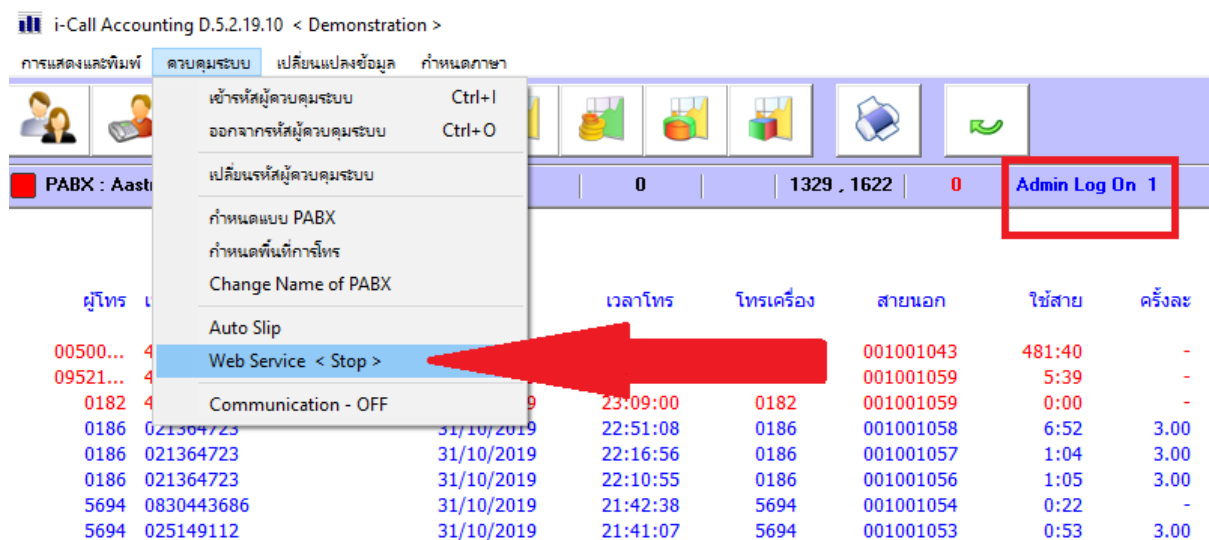 i-Call Accounting D.5.2.19.10 < Demonstration >
การแสดงและพิมพ์ ควบคุมระบบ เปลี่ยนแปลงข้อมูล กำหนดภาษา
เข้ารหัสผู้ควบคุมระบบ Ctrl+I
ออกจากรหัสผู้ควบคุมระบบ Ctrl+O
เปลี่ยนรหัสผู้ควบคุมระบบ
PABX : Aast 0 1329 , 1622 0 Admin Log On 1
กำหนดแบบ PABX
กำหนดพื้นที่การโทร
Change Name of PABX
ผู้โทร เวลาโทร โทรเครื่อง สายนอก ใช้สาย ครั้งละ
Auto Slip
Web Service < Stop >
00500... 4 001001043 481:40 -
09521... 4 001001059 5:39 -
Communication - OFF
0182 4 9 23:09:00 0182 001001059 0:00 -
0186 021364723 31/10/2019 22:51:08 0186 001001058 6:52 3.00
0186 021364723 31/10/2019 22:16:56 0186 001001057 1:04 3.00
0186 021364723 31/10/2019 22:10:55 0186 001001056 1:05 3.00
5694 0830443686 31/10/2019 21:42:38 5694 001001054 0:22 -
5694 025149112 31/10/2019 21:41:07 5694 001001053 0:53 3.00